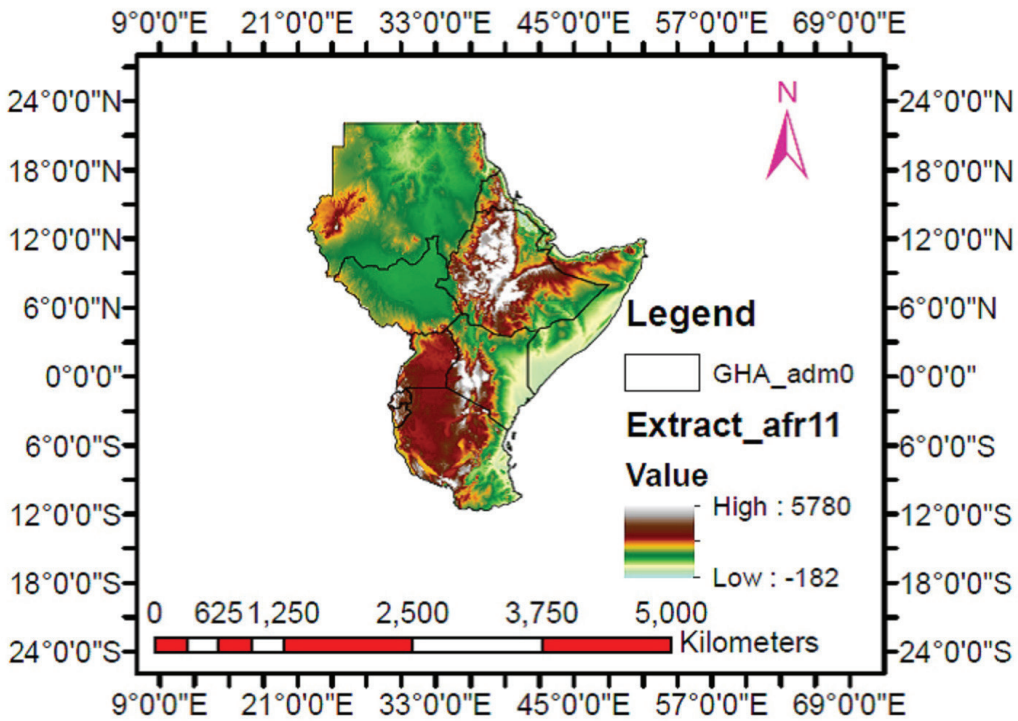 9°0'0"E 21°0'0"E 33°0'0"E 45°0'0"E 57°0'0"E 69°0'0"E
24°0'0"N 24°0'0"N
N
18°0'0"N 18°0'0"N
12°0'0"N 12°0'0"N
6°0'0"N 6°0'0"N
Legend
0°0'0" GHA_adm0 0°0'0"
Extract_afr11
6°0'0"S 6°0'0"S
Value
High : 5780
12°0'0"S 12°0'0"S
Low : -182
18°0'0"S 18°0'0"S
0 625 1,250 2,500 3,750 5,000
Kilometers
24°0'0"S 24°0'0"S
9°0'0"E 21°0'0"E 33°0'0"E 45°0'0"E 57°0'0"E 69°0'0"E